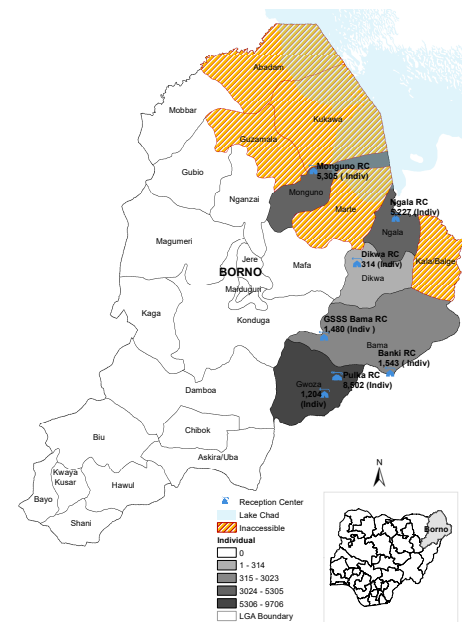 Abadam
Mobbar
Kukawa
Guzamala
Gubio
Monguno RC
5,305 ( Indiv)
Monguno
Nganzai
Marte
Ngala RC
5,227 ( Indiv)
Ngala
Magumeri
Jere
BORNO
Mafa
Dikwa RC
314 (Indiv)
Dikwa
Kala/Balge
Maiduguri
Kaga
Konduga
GSSS Bama RC
1,480 (Indiv )
Bama
Banki RC
1,543 ( Indiv)
Pulka RC
8,502 (Indiv)
Gwoza
1,204
(Indiv)
Damboa
Chibok
Biu
Askira/Uba
Kwaya
Kusar
Hawul
Bayo
Shani
N
Reception Center
Lake Chad
Inaccessible
Individual
0
1 - 314
315 - 3023
3024 - 5305
5306 - 9706
LGA Boundary
Borno